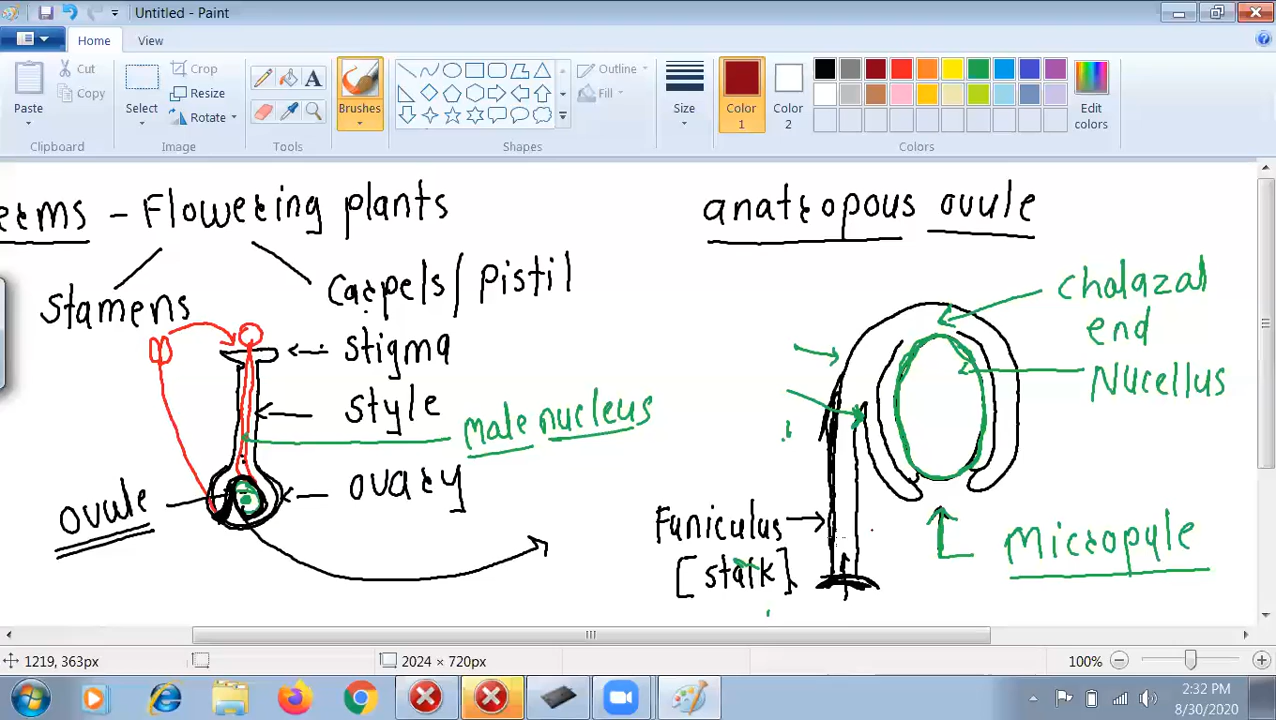 Untitled - Paint
Home View
Paste
Cut
Copy
Clipboard
Select
Crop
Resize
Rotate
Image
Tools
Brushes
Shapes
Outline
Fill
Size
Color 1
Color 2
Edit colors
Colors
erms - Flowering plants
Stamens
Carpels/Pistil
stigma
style
Male nucleus
ovary
ovule
anatropous ovule
Chalazal
end
Nucellus
Funiculus
[stalk]
Micropyle
1219, 363px
2024 × 720px
100%
2:32 PM
8/30/2020